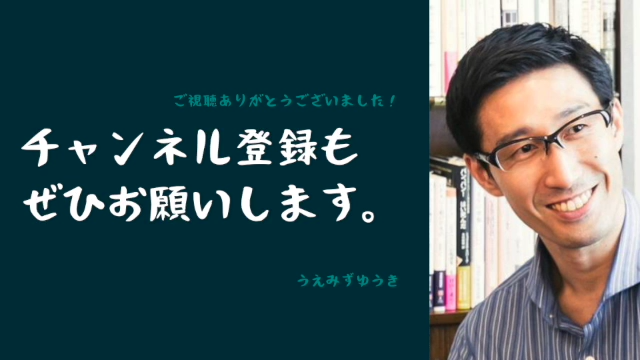 ご視聴ありがとうございました！
チャンネル登録も
ぜひお願いします。
うえみずゆうき